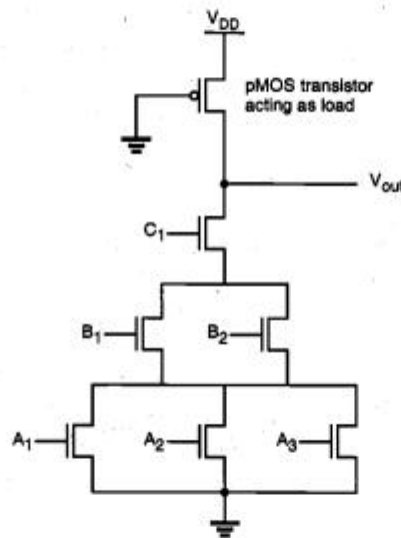 V_DD
pMOS transistor
acting as load
V_out
C_1
B_1
B_2
A_1
A_2
A_3